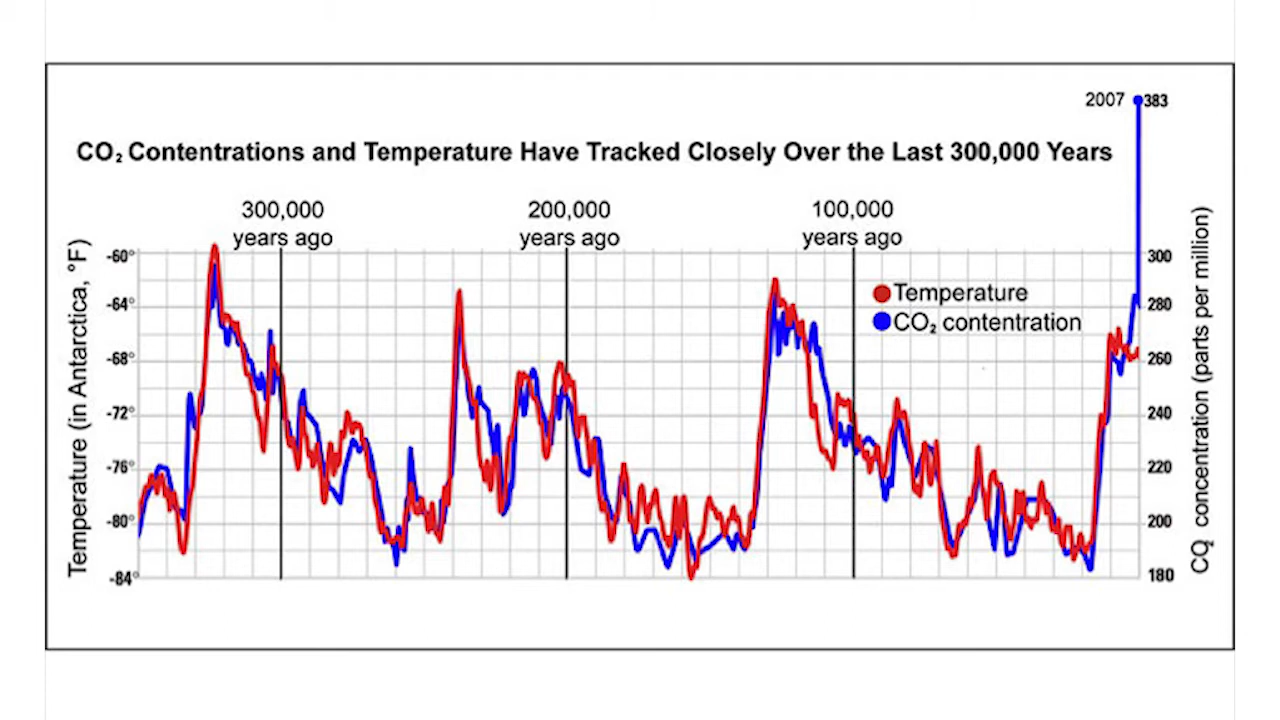 2007 383
CO₂ Contentrations and Temperature Have Tracked Closely Over the Last 300,000 Years
300,000
years ago
200,000
years ago
100,000
years ago
Temperature (in Antarctica, °F)
-60°
-64°
-68°
-72°
-76°
-80°
-84°
Temperature
CO₂ contentration
300
280
260
240
220
200
180
CO₂ concentration (parts per million)